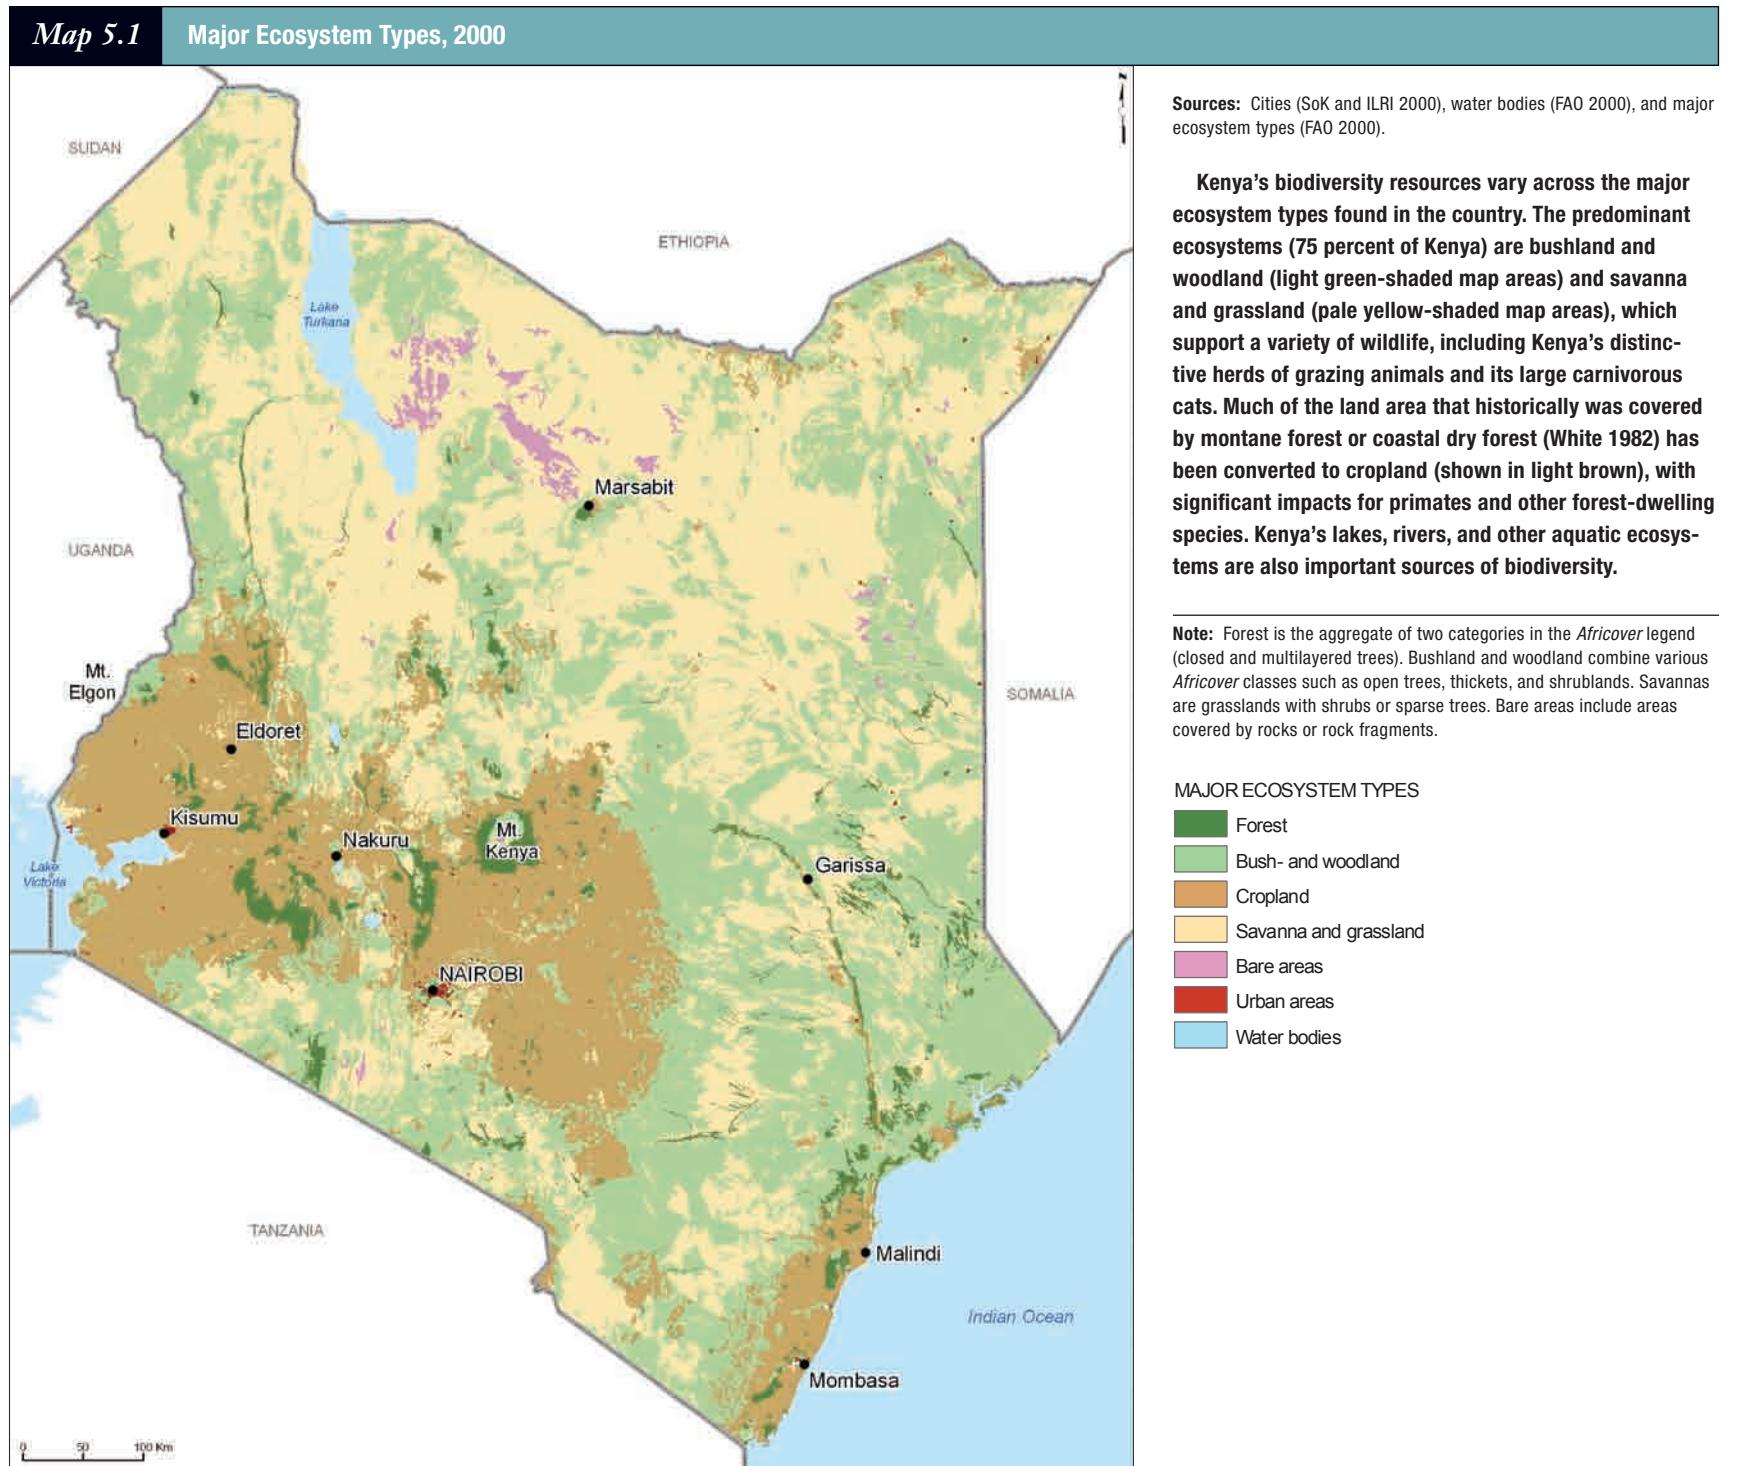 Map 5.1
Major Ecosystem Types, 2000
N
SUDAN
ETHIOPIA
Lake
Turkana
Marsabit
UGANDA
Mt.
Elgon
SOMALIA
Eldoret
Kisumu
Nakuru
Mt.
Kenya
Garissa
Lake
Victoria
NAIROBI
TANZANIA
Malindi
Indian Ocean
Mombasa
0 50 100 Km
Sources: Cities (SoK and ILRI 2000), water bodies (FAO 2000), and major
ecosystem types (FAO 2000).
Kenya's biodiversity resources vary across the major
ecosystem types found in the country. The predominant
ecosystems (75 percent of Kenya) are bushland and
woodland (light green-shaded map areas) and savanna
and grassland (pale yellow-shaded map areas), which
support a variety of wildlife, including Kenya's distinc-
tive herds of grazing animals and its large carnivorous
cats. Much of the land area that historically was covered
by montane forest or coastal dry forest (White 1982) has
been converted to cropland (shown in light brown), with
significant impacts for primates and other forest-dwelling
species. Kenya's lakes, rivers, and other aquatic ecosys-
tems are also important sources of biodiversity.
Note: Forest is the aggregate of two categories in the Africover legend
(closed and multilayered trees). Bushland and woodland combine various
Africover classes such as open trees, thickets, and shrublands. Savannas
are grasslands with shrubs or sparse trees. Bare areas include areas
covered by rocks or rock fragments.
MAJOR ECOSYSTEM TYPES
Forest
Bush- and woodland
Cropland
Savanna and grassland
Bare areas
Urban areas
Water bodies